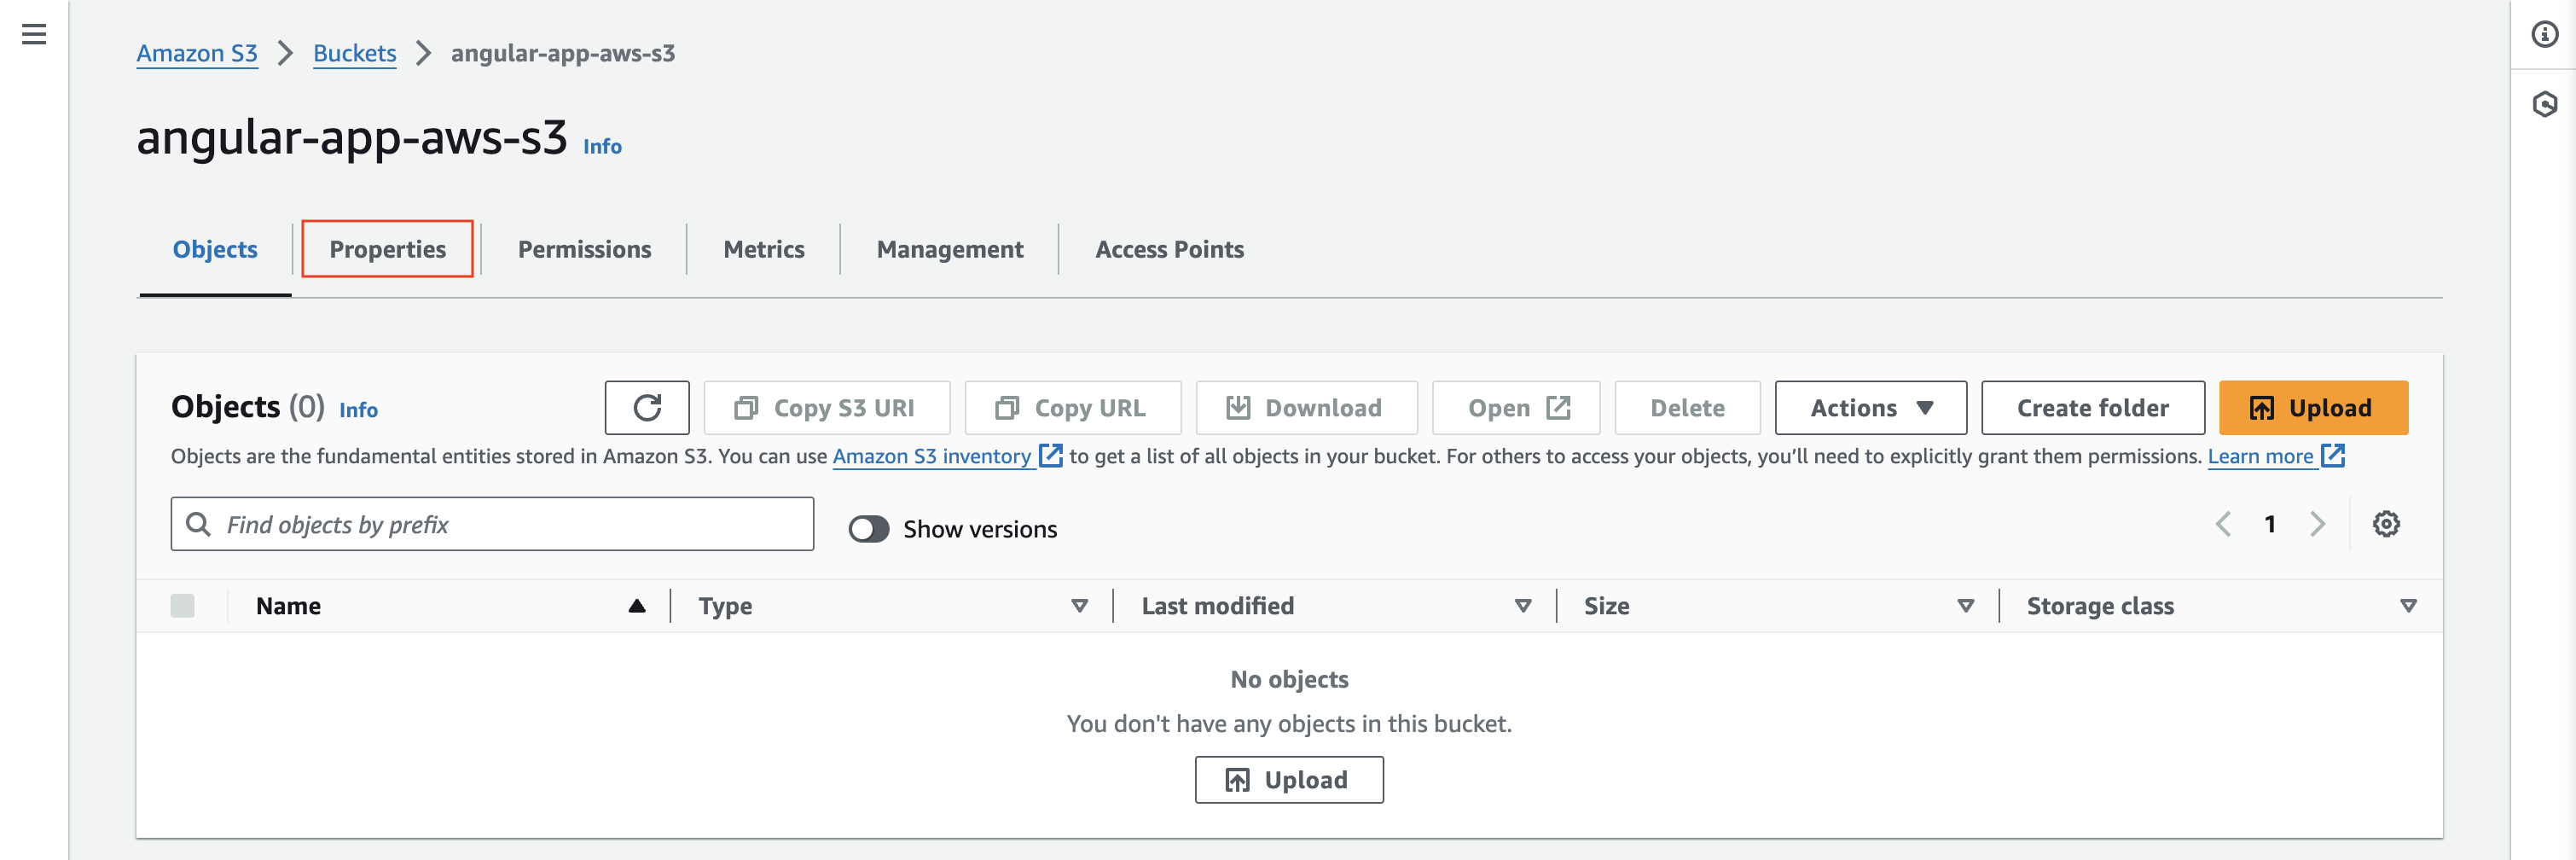 Amazon S3 > Buckets > angular-app-aws-s3
angular-app-aws-s3 Info
Objects Properties Permissions Metrics Management Access Points
Objects (0) Info Copy S3 URI Copy URL Download Open Delete Actions Create folder Upload
Objects are the fundamental entities stored in Amazon S3. You can use Amazon S3 inventory to get a list of all objects in your bucket. For others to access your objects, you’ll need to explicitly grant them permissions. Learn more
Find objects by prefix Show versions 1
Name Type Last modified Size Storage class
No objects
You don't have any objects in this bucket.
Upload